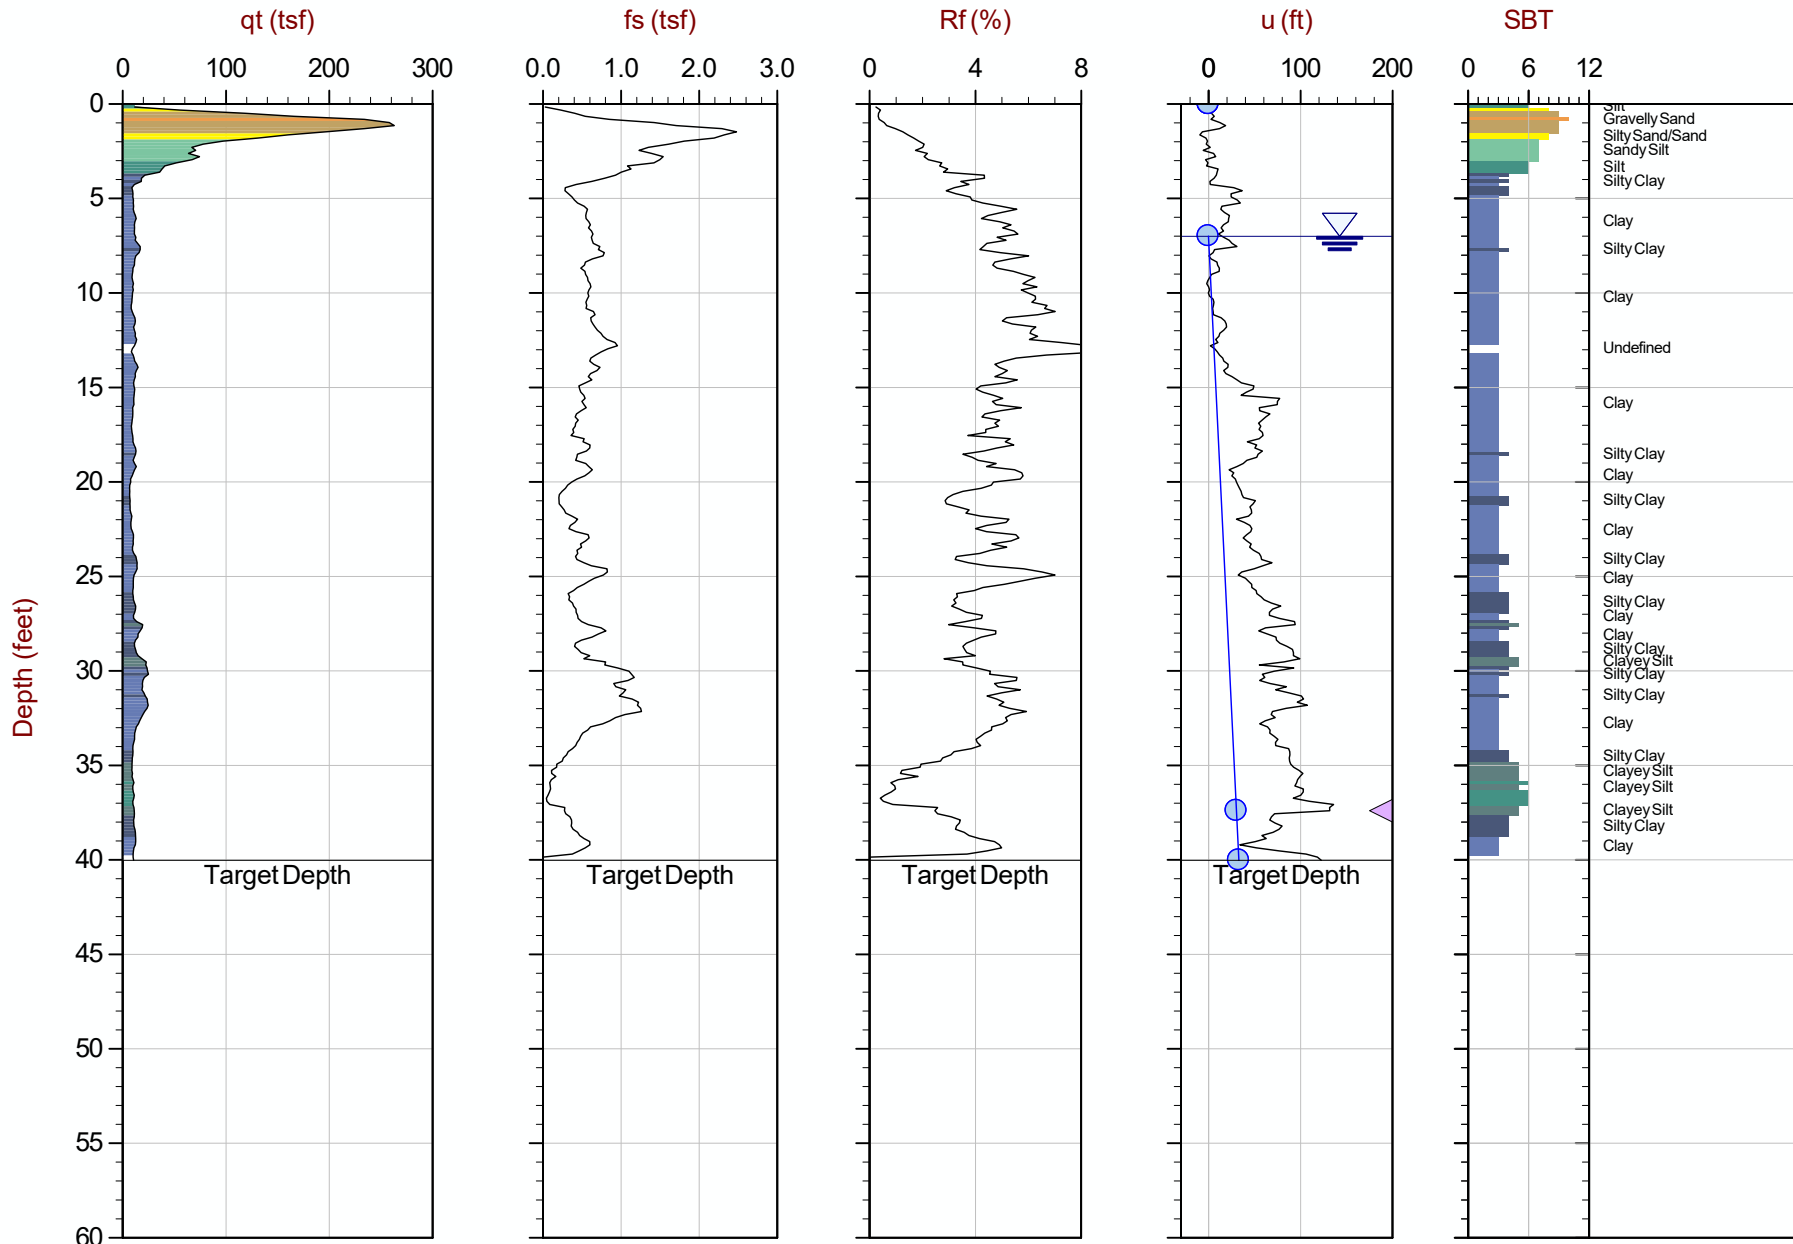 qt (tsf) fs (tsf) Rf (%) u (ft) SBT
0 100 200 300 0.0 1.0 2.0 3.0 0 4 8 0 100 200 0 6 12
0
5
10
15
20
25
30
35
40
45
50
55
60
Depth (feet)
Target Depth Target Depth Target Depth Target Depth
Silt
Gravelly Sand
Silty Sand/Sand
Sandy Silt
Silt
Silty Clay
Clay
Silty Clay
Clay
Undefined
Clay
Silty Clay
Clay
Silty Clay
Clay
Silty Clay
Clay
Silty Clay
Clay
Clay
Silty Clay
Clayey Silt
Silty Clay
Silty Clay
Clay
Silty Clay
Clayey Silt
Clayey Silt
Clayey Silt
Silty Clay
Clay